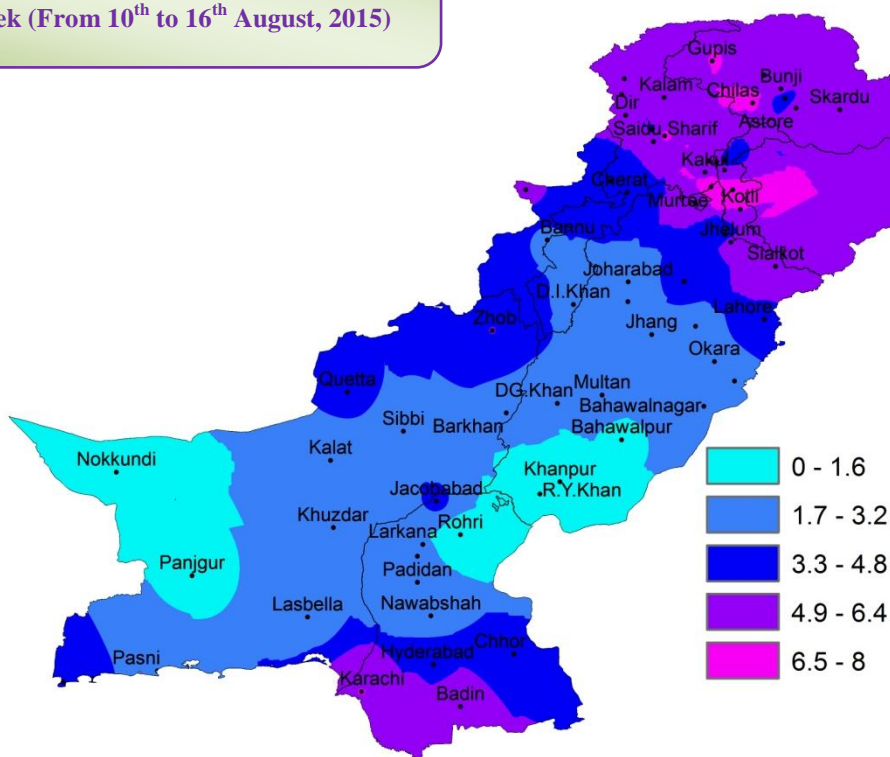 ek (From 10th to 16th August, 2015)
Gupis
Bunji
Kalam
Chilas
Skardu
Dir
Astore
Saidu Sharif
Kakul
Cherat
Murree
Kotli
Bannu
Jhelum
Sialkot
Joharabad
D.I.Khan
Lahore
Zhob
Jhang
Okara
Quetta
DG.Khan
Multan
Bahawalnagar
Sibbi
Barkhan
Bahawalpur
Kalat
Nokkundi
Khanpur
0 - 1.6
Jacobabad
R.Y.Khan
Khuzdar
Rohri
1.7 - 3.2
Larkana
Panjgur
Padidan
3.3 - 4.8
Lasbella
Nawabshah
4.9 - 6.4
Pasni
Hyderabad
Chhor
6.5 - 8
Karachi
Badin